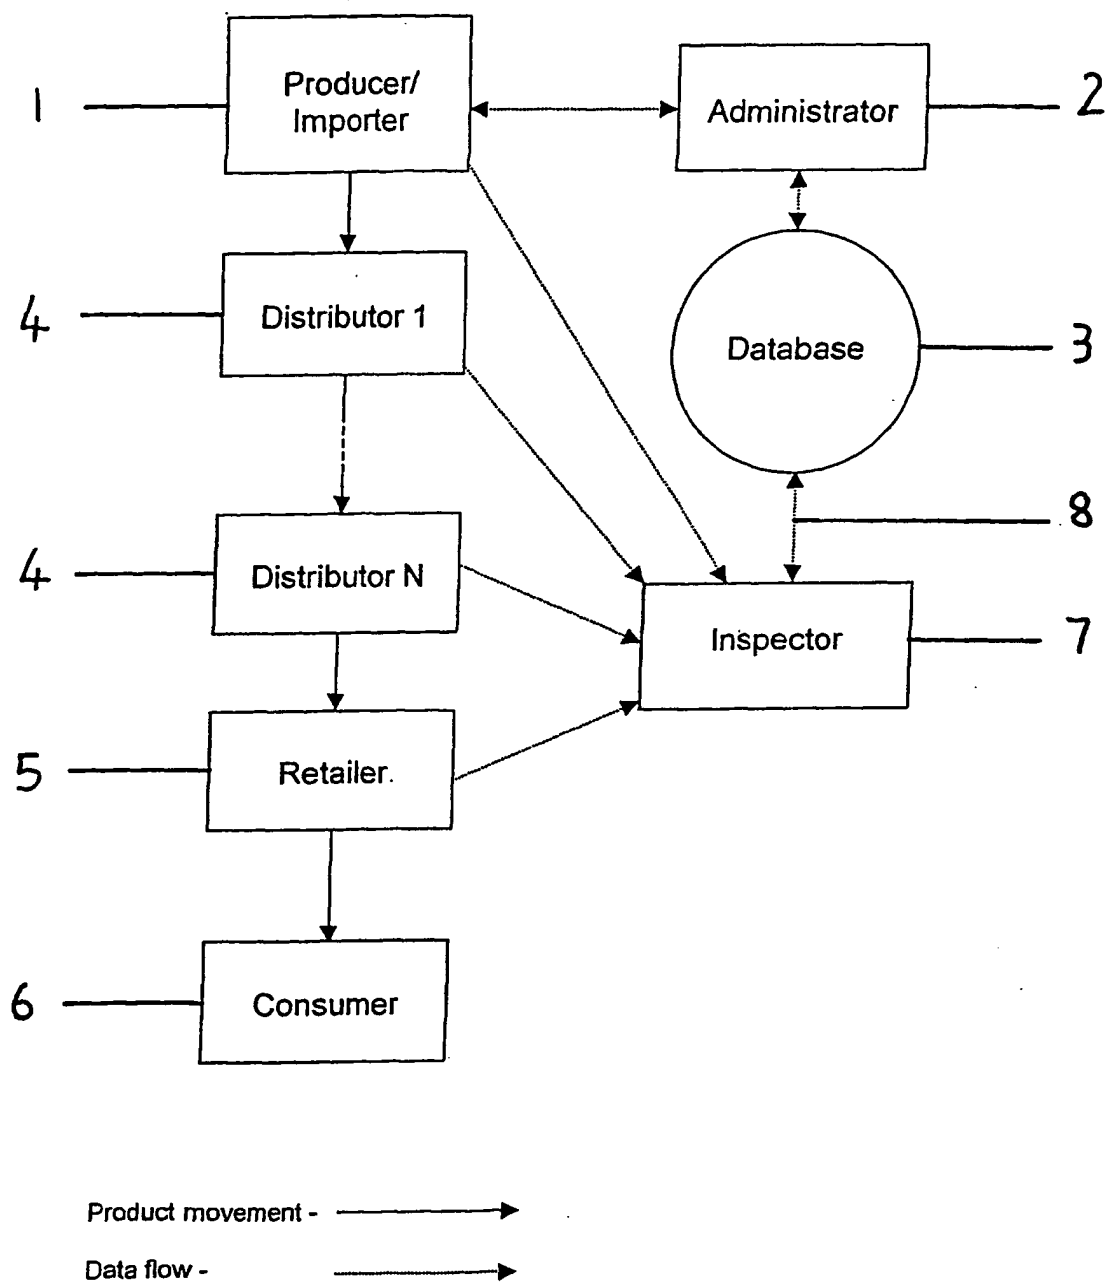 1
Producer/
Importer
Administrator
2
4
Distributor 1
Database
3
8
4
Distributor N
Inspector
7
5
Retailer.
6
Consumer
Product movement -
Data flow -